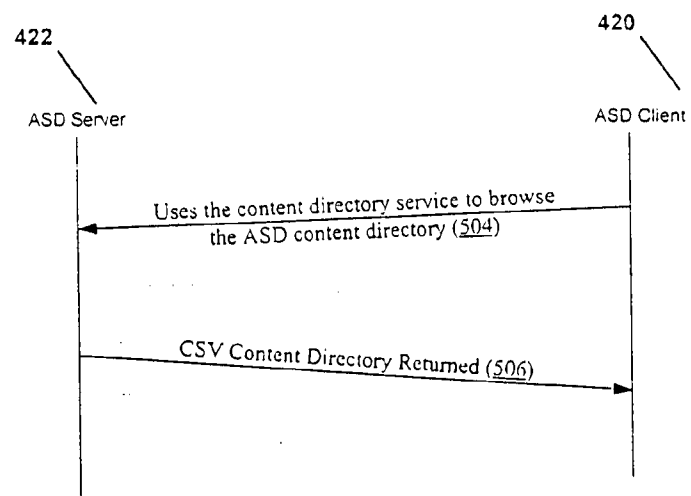 422
420
ASD Server
ASD Client
Uses the content directory service to browse
the ASD content directory (504)
CSV Content Directory Returned (506)